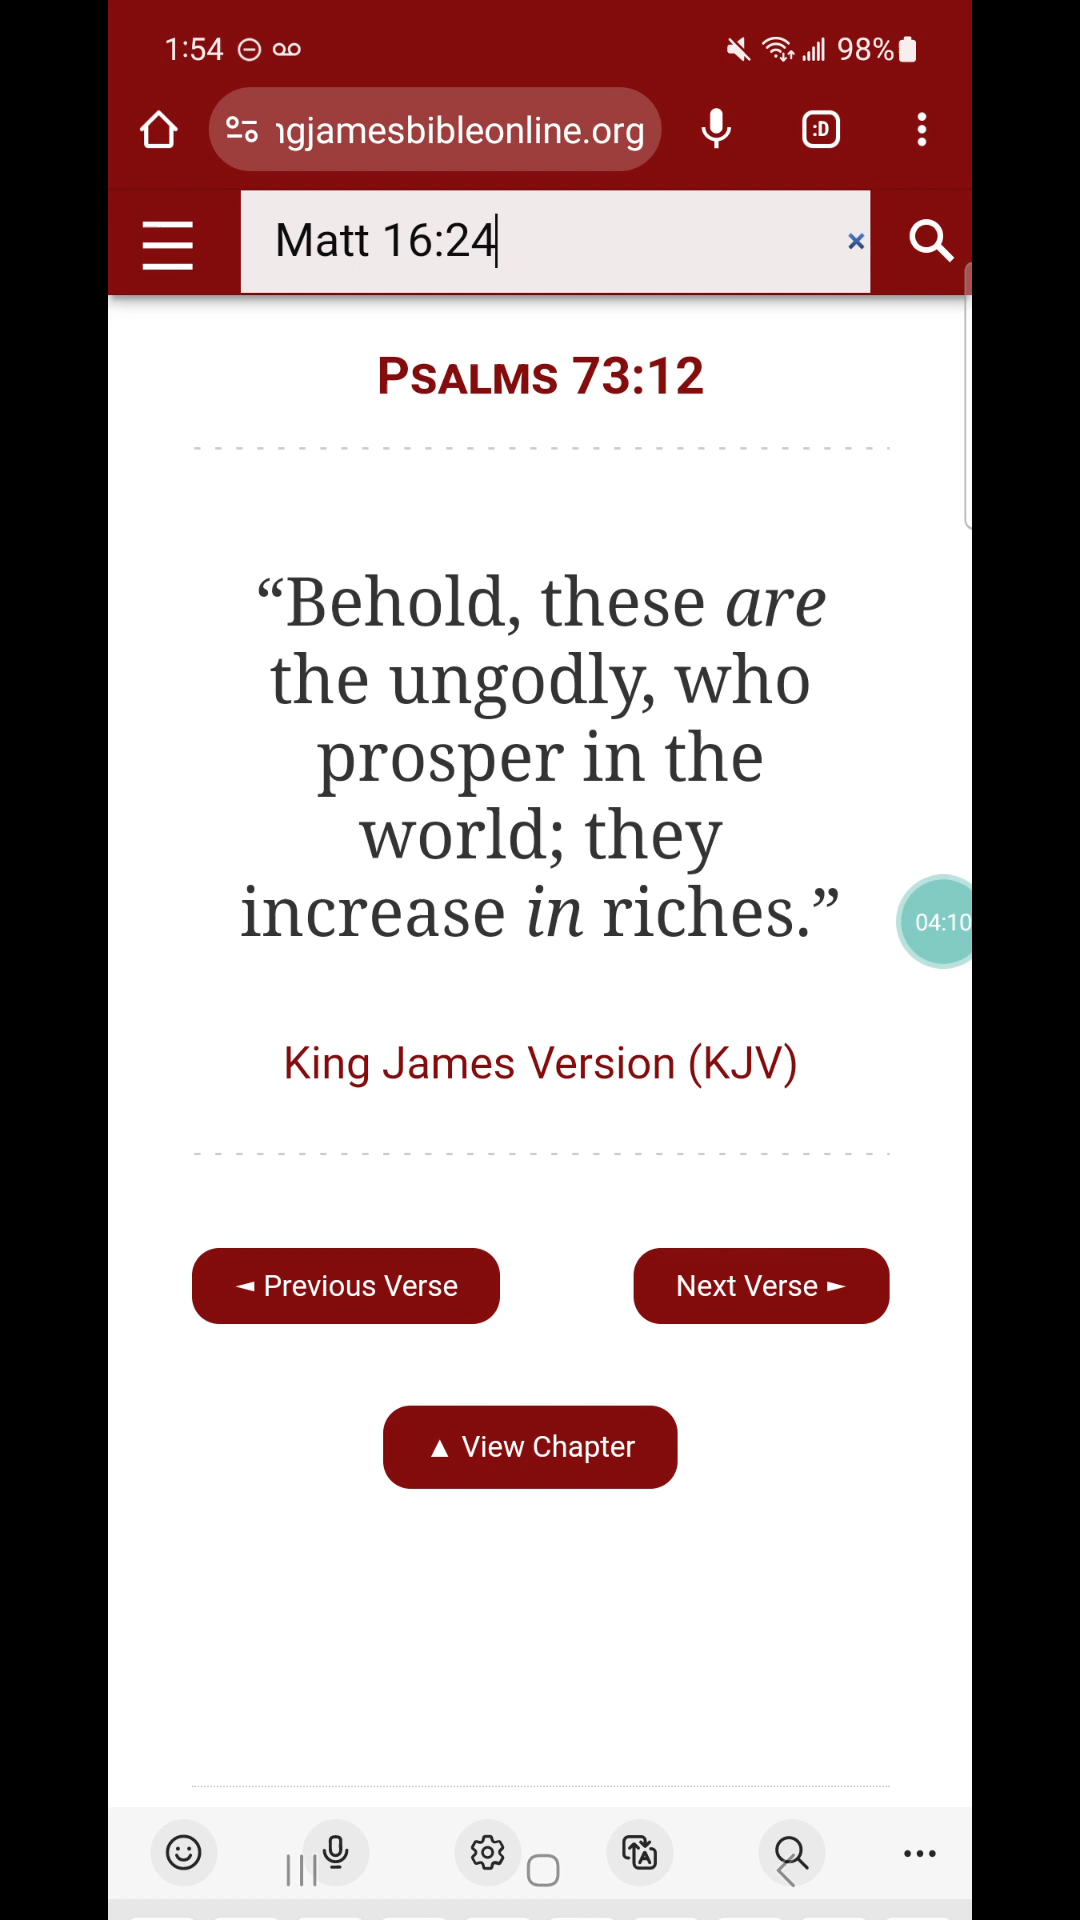 1:54 98%
ngjamesbibleonline.org :D
Matt 16:24 ×
PSALMS 73:12
“Behold, these are
the ungodly, who
prosper in the
world; they
increase in riches.”
04:10
King James Version (KJV)
◄ Previous Verse Next Verse ►
▲ View Chapter